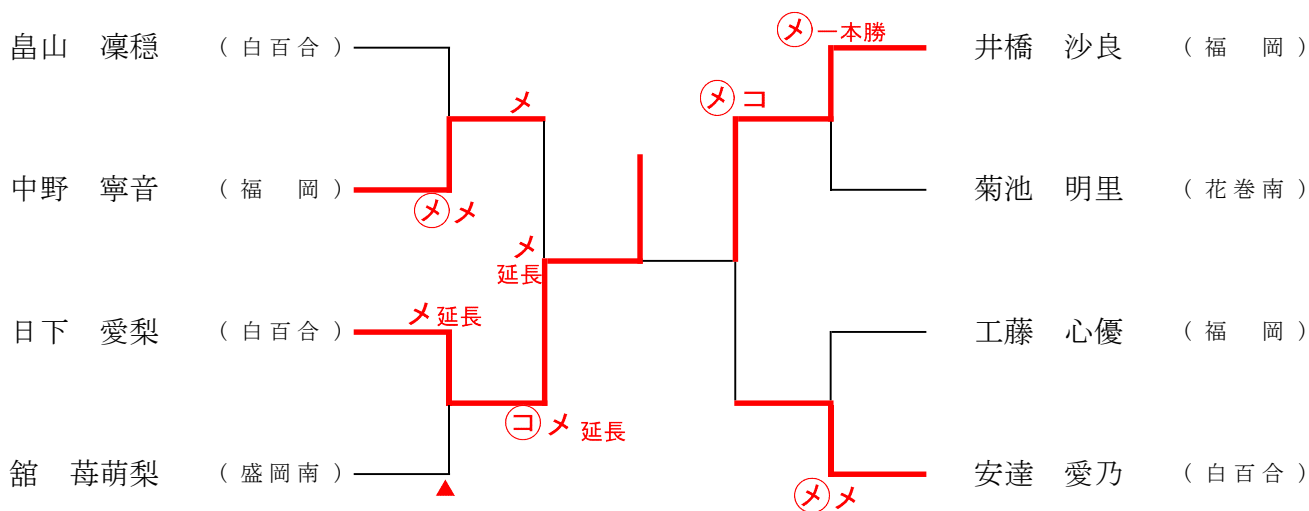 畠山 凜穏 (白百合)
メ
中野 寧音 (福 岡)
㋱メ
メ
延長
日下 愛梨 (白百合)
メ 延長
㋙メ 延長
舘 苺萌梨 (盛岡南)
▲
㋱一本勝
井橋 沙良 (福 岡)
㋱コ
菊池 明里 (花巻南)
工藤 心優 (福 岡)
安達 愛乃 (白百合)
㋱メ